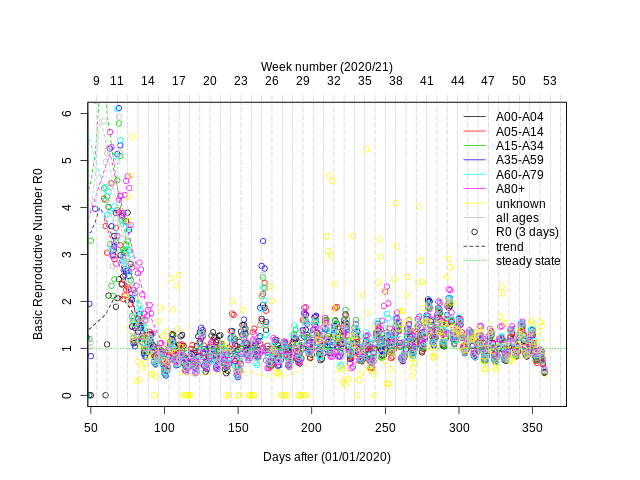 Week number (2020/21)
9 11 14 17 20 23 26 29 32 35 38 41 44 47 50 53
Basic Reproductive Number R0
6
5
4
3
2
1
0
A00-A04
A05-A14
A15-A34
A35-A59
A60-A79
A80+
unknown
all ages
R0 (3 days)
trend
steady state
50 100 150 200 250 300 350
Days after (01/01/2020)